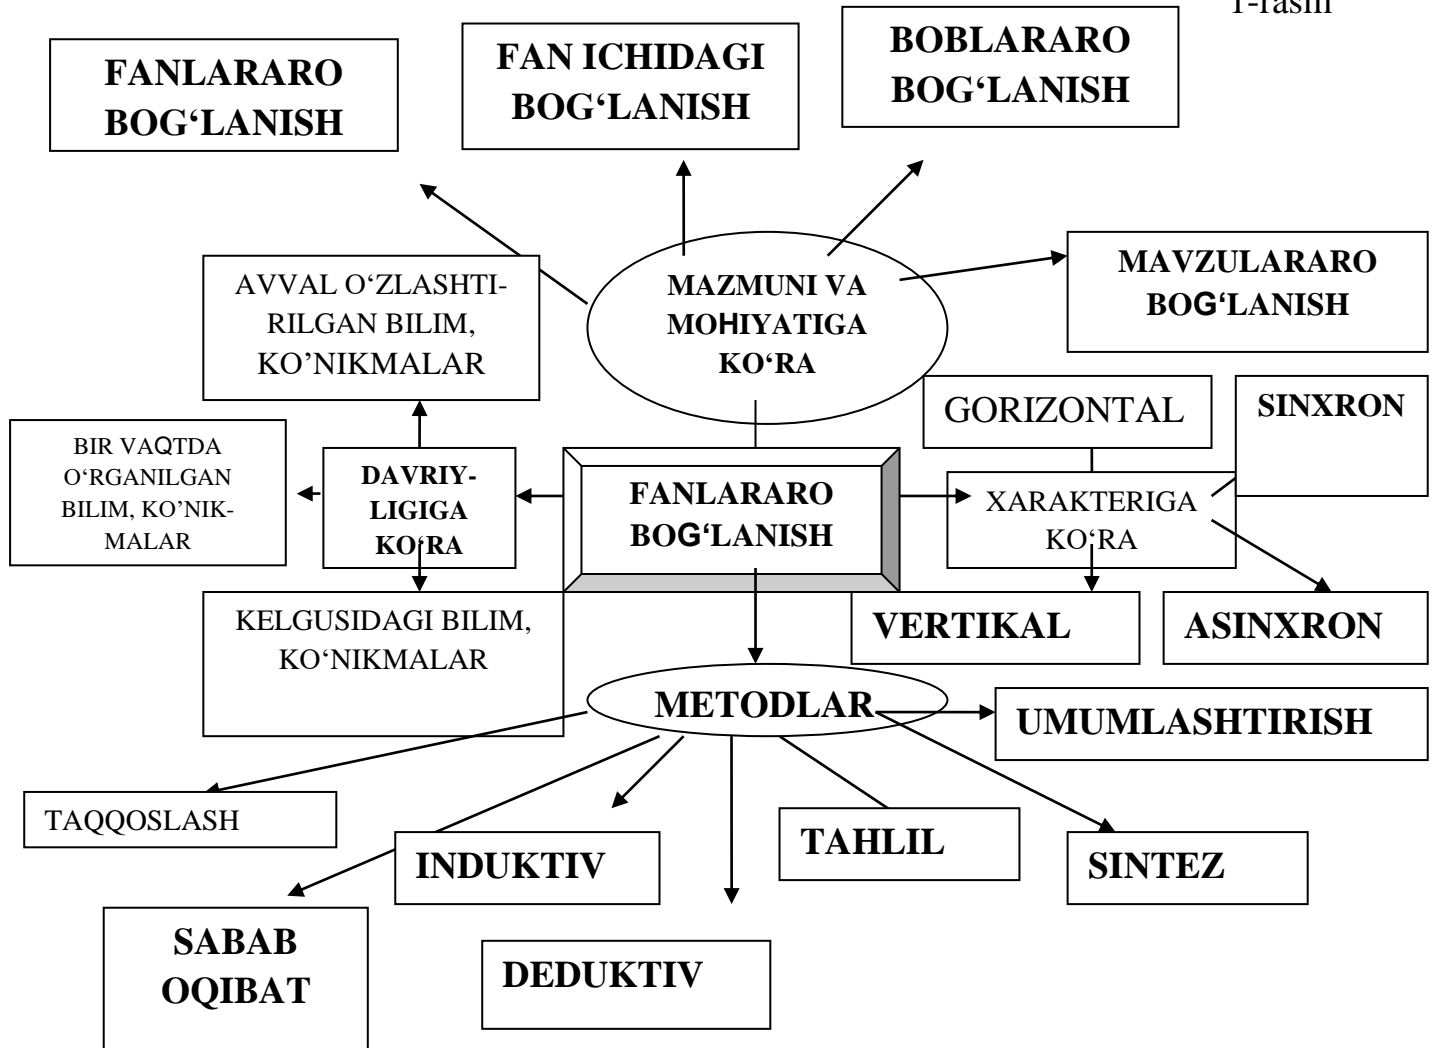 1-rasm
FANLARARO
BOG‘LANISH
FAN ICHIDAGI
BOG‘LANISH
BOBLARARO
BOG‘LANISH
AVVAL O‘ZLASHTI-
RILGAN BILIM,
KO’NIKMALAR
MAZMUNI VA
MOHIYATIGA
KO‘RA
MAVZULARARO
BOG‘LANISH
GORIZONTAL
SINXRON
BIR VAQTDA
O‘RGANILGAN
BILIM, KO’NIK-
MALAR
DAVRIY-
LIGIGA
KO‘RA
FANLARARO
BOG‘LANISH
XARAKTERIGA
KO‘RA
KELGUSIDAGI BILIM,
KO‘NIKMALAR
VERTIKAL
ASINXRON
METODLAR
UMUMLASHTIRISH
TAQQOSLASH
INDUKTIV
TAHLIL
SINTEZ
SABAB
OQIBAT
DEDUKTIV